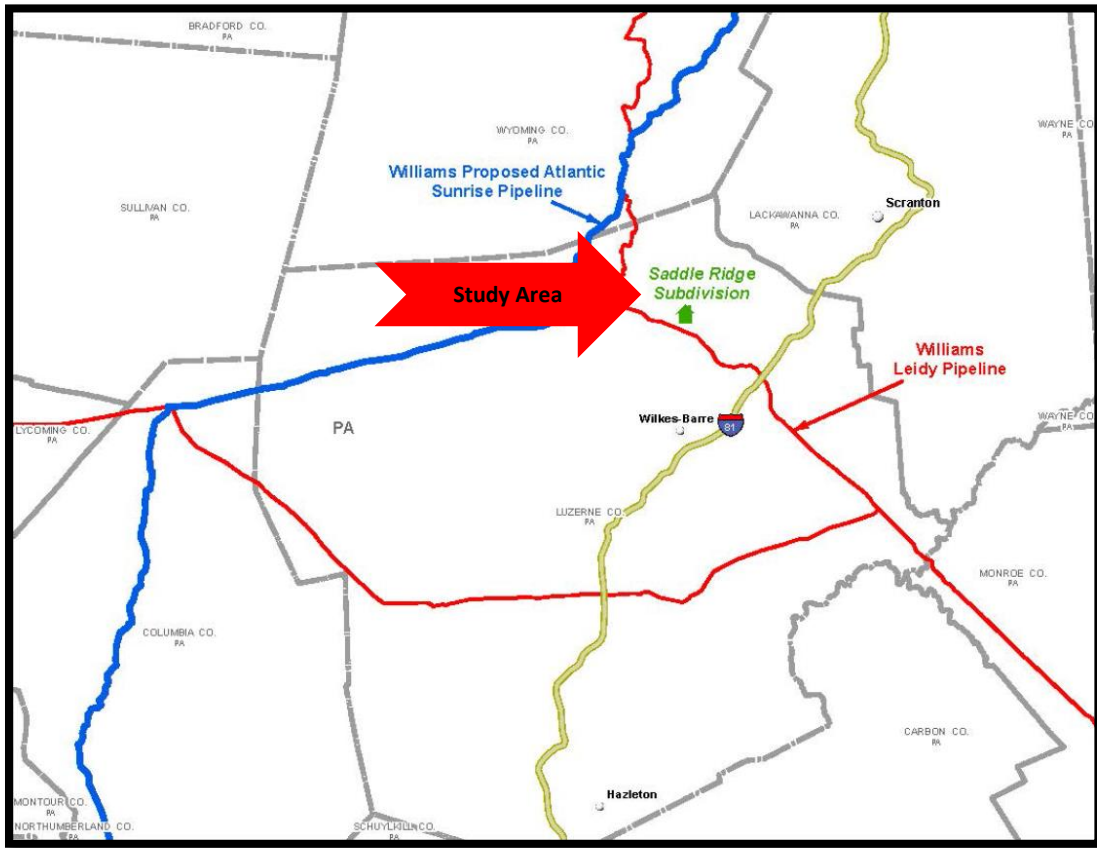 BRADFORD CO.
PA
WYOMING CO.
PA
WAYNE CO.
PA
Williams Proposed Atlantic
Sunrise Pipeline
SULLIVAN CO.
PA
LACKAWANNA CO.
PA
Scranton
Study Area
Saddle Ridge
Subdivision
Williams
Leidy Pipeline
LYCOMING CO.
PA
PA
Wilkes-Barre
81
WAYNE CO.
PA
LUZERNE CO.
PA
MONROE CO.
PA
COLUMBIA CO.
PA
CARBON CO.
PA
Hazleton
MONTOUR CO.
PA
NORTHUMBERLAND CO.
PA
SCHUYLKILL CO.
PA